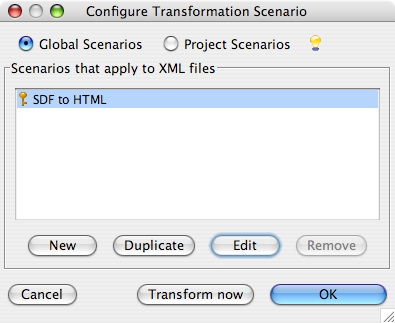 Configure Transformation Scenario
Global Scenarios Project Scenarios
Scenarios that apply to XML files
SDF to HTML
New Duplicate Edit Remove
Cancel Transform now OK